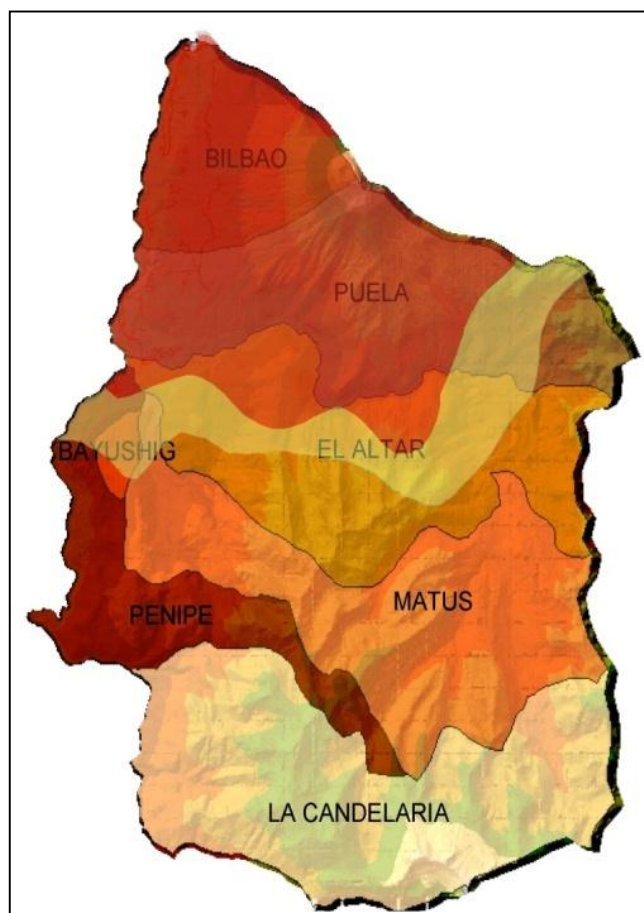 BILBAO
PUELA
BAYUSHIG
EL ALTAR
MATUS
PENIPE
LA CANDELARIA